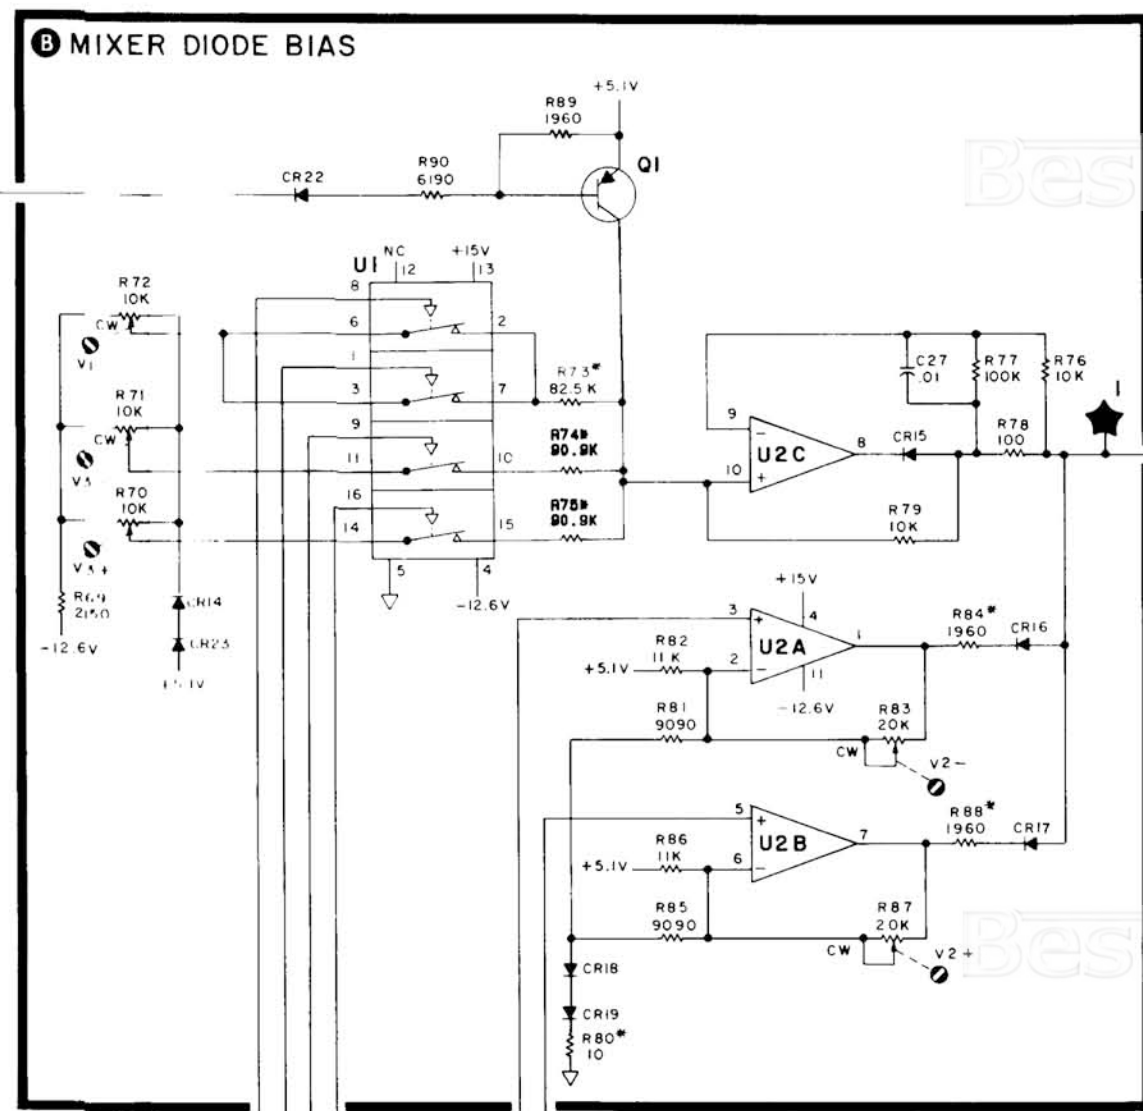 B MIXER DIODE BIAS
+5.1V
R89
1960
Q1
R90
6190
CR22
Bes
U1
NC
12
+15V
13
8
6
2
1
3
7
9
11
10
16
14
15
5
4
-12.6V
R72
10K
CW
V1
R71
10K
CW
V3
R70
10K
V3+
R69
2150
-12.6V
CR14
CR23
+5.1V
R73*
82.5K
R74*
90.9K
R75*
90.9K
C27
.01
R77
100K
R76
10K
1
9
-
10
+
U2C
8
CR15
R78
100
R79
10K
+15V
3
+
4
U2A
1
2
-
11
-12.6V
R82
11K
+5.1V
R81
9090
R84*
1960
CR16
R83
20K
CW
V2-
5
+
U2B
7
6
-
R86
11K
+5.1V
R85
9090
R88*
1960
CR17
R87
20K
CW
V2+
Bes
CR18
CR19
R80*
10